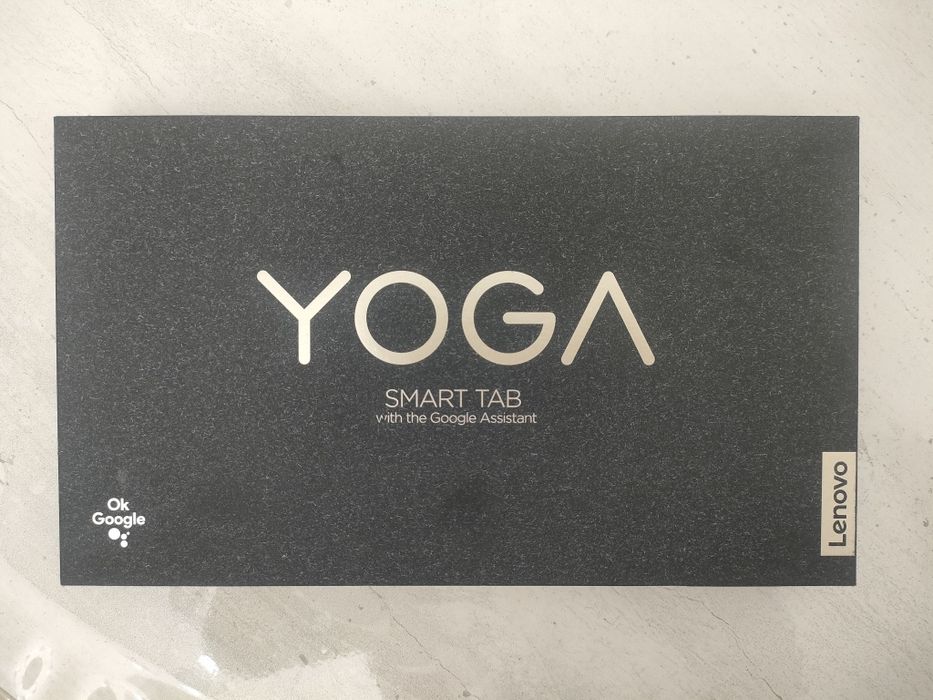 YOGA
SMART TAB
with the Google Assistant
Ok
Google
Lenovo